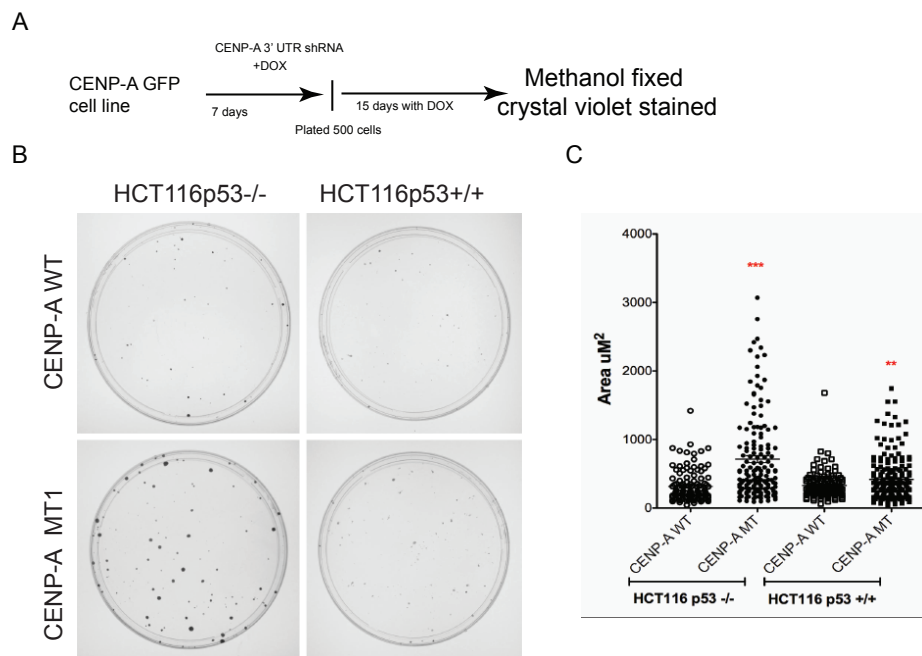 A
CENP-A 3' UTR shRNA
+DOX
CENP-A GFP
cell line
7 days
Plated 500 cells
15 days with DOX
Methanol fixed
crystal violet stained
B
HCT116p53-/-
HCT116p53+/+
CENP-A WT
CENP-A MT1
C
4000
3000
2000
1000
0
Area uM²
***
**
CENP-A WT
CENP-A MT
CENP-A WT
CENP-A MT
HCT116 p53 -/-
HCT116 p53 +/+